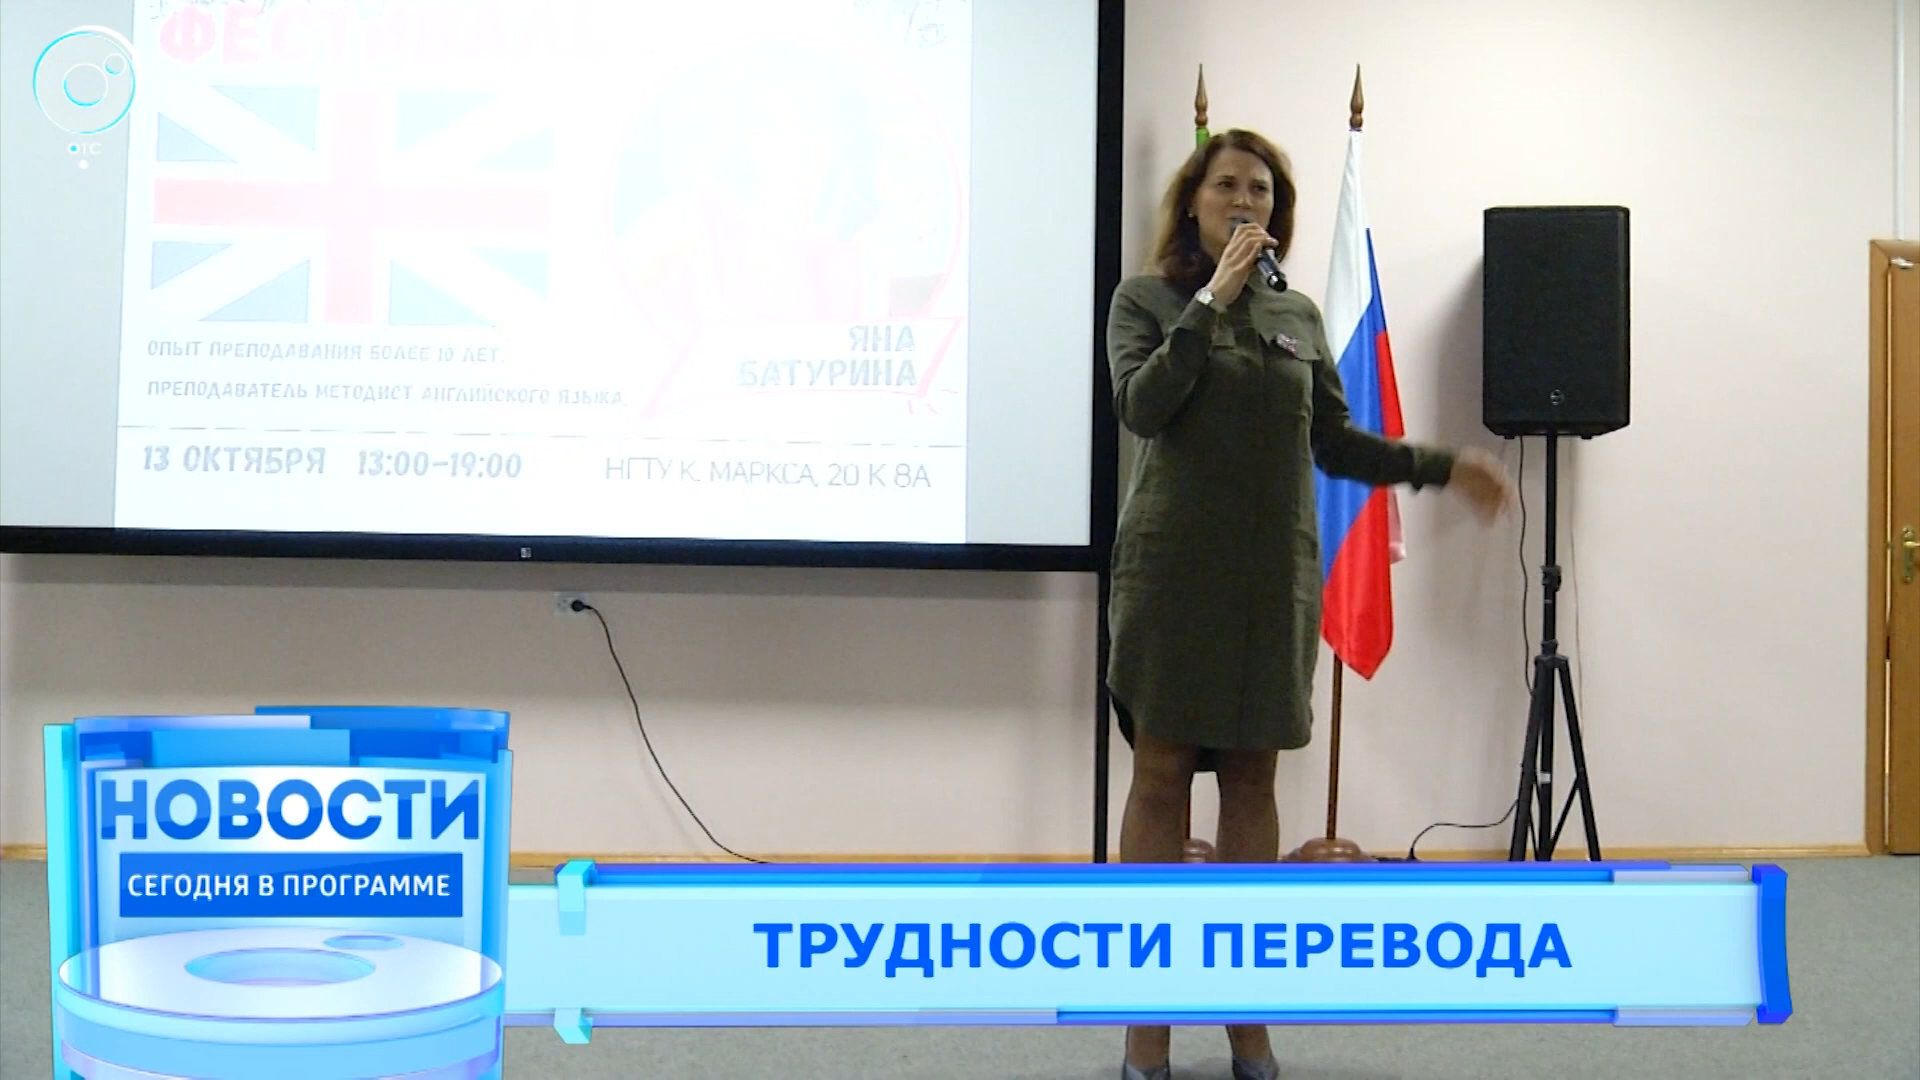 ФЕСТИВАЛЬ
ОТС
ЯНА
БАТУРИНА
ОПЫТ ПРЕПОДАВАНИЯ БОЛЕЕ 10 ЛЕТ.
ПРЕПОДАВАТЕЛЬ МЕТОДИСТ АНГЛИЙСКОГО ЯЗЫКА.
13 ОКТЯБРЯ 13:00-19:00
НГТУ К. МАРКСА, 20 К 8А
НОВОСТИ
СЕГОДНЯ В ПРОГРАММЕ
ТРУДНОСТИ ПЕРЕВОДА